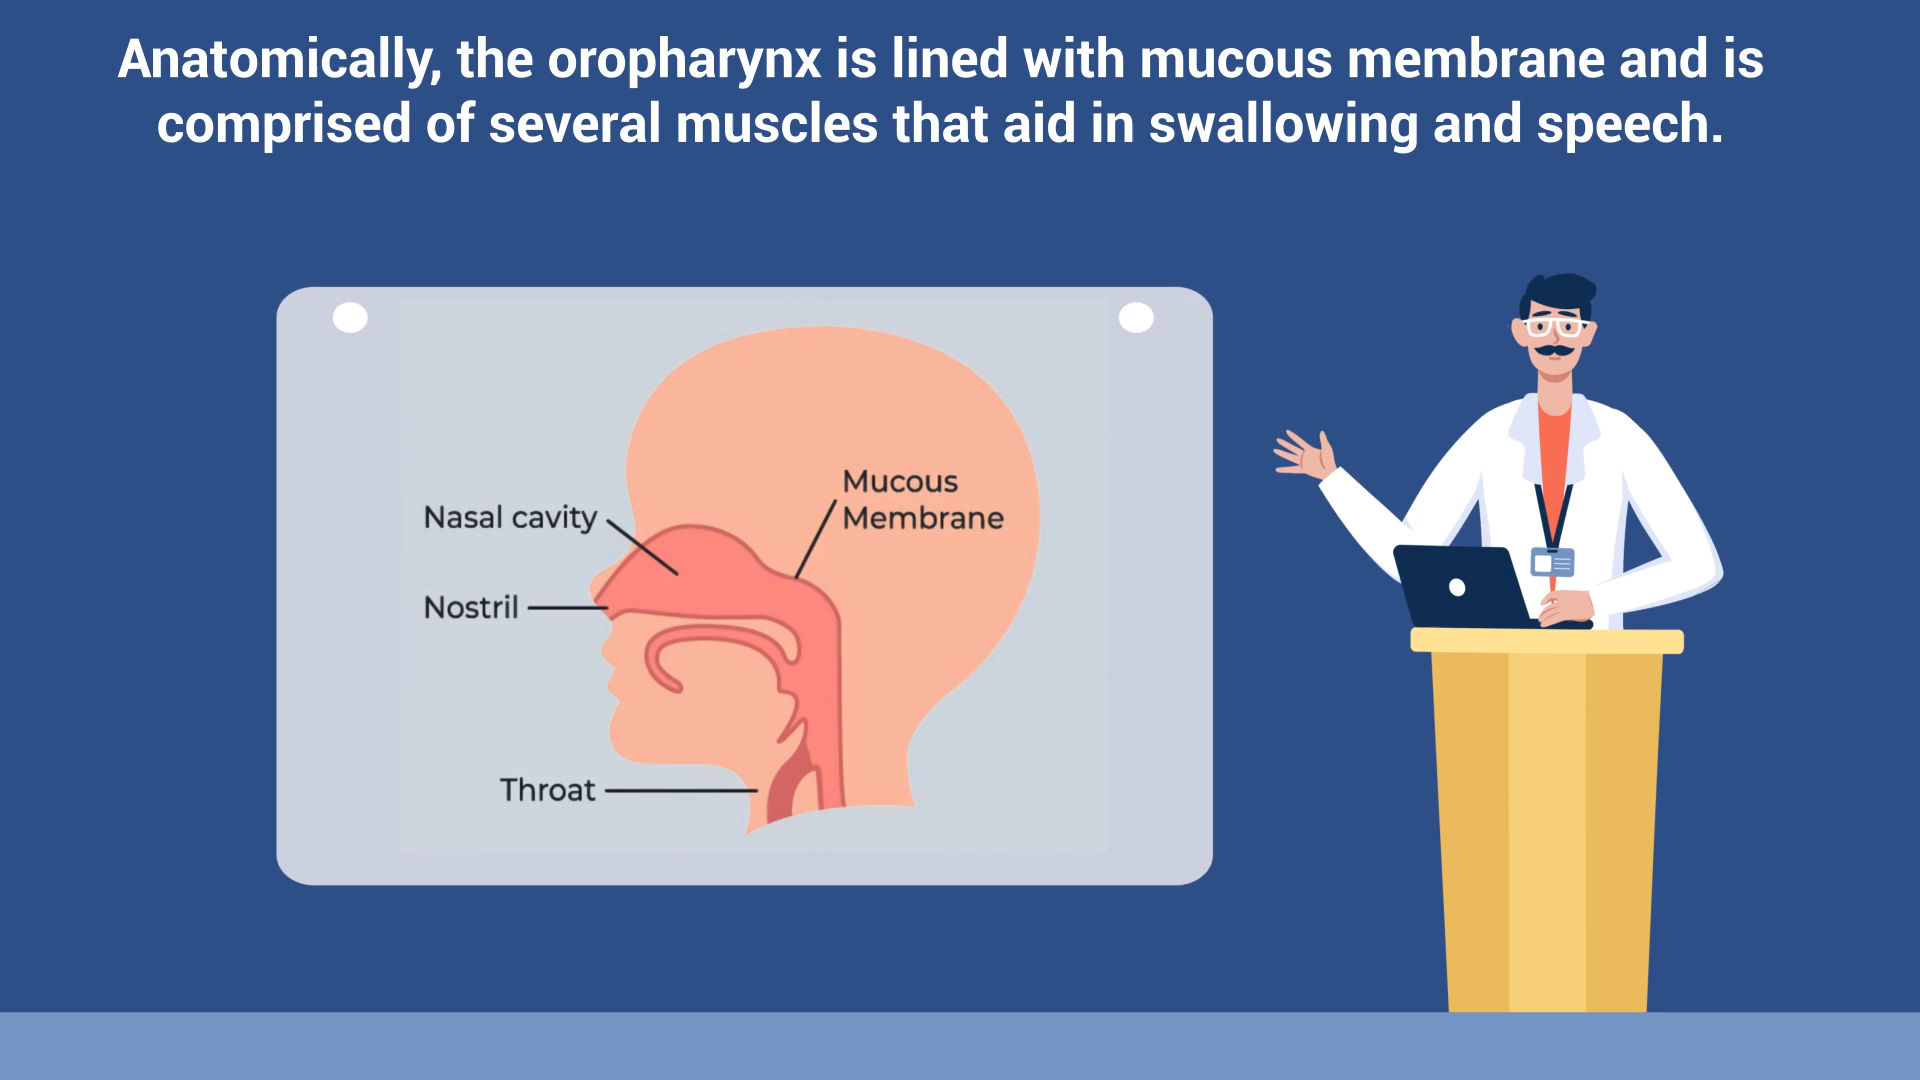 Anatomically, the oropharynx is lined with mucous membrane and is
comprised of several muscles that aid in swallowing and speech.
Mucous
Membrane
Nasal cavity
Nostril
Throat